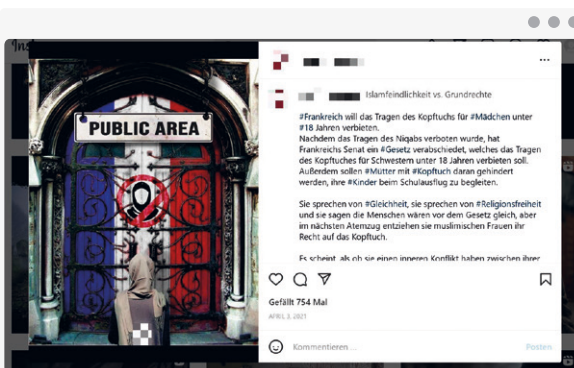 PUBLIC AREA
Islamfeindlichkeit vs. Grundrechte
#Frankreich will das Tragen des Kopftuchs für #Mädchen unter
#18 Jahren verbieten.
Nachdem das Tragen des Niqabs verboten wurde, hat
Frankreichs Senat ein #Gesetz verabschiedet, welches das Tragen
des Kopftuches für Schwestern unter 18 Jahren verbieten soll.
Außerdem sollen #Mütter mit #Kopftuch daran gehindert
werden, ihre #Kinder beim Schulausflug zu begleiten.
Sie sprechen von #Gleichheit, sie sprechen von #Religionsfreiheit
und sie sagen die Menschen wären vor dem Gesetz gleich, aber
im nächsten Atemzug entziehen sie muslimischen Frauen ihr
Recht auf das Kopftuch.
Es scheint, als ob sie einen inneren Konflikt haben zwischen ihrer
Gefällt 754 Mal
APRIL 3, 2021
Kommentieren ...
Posten